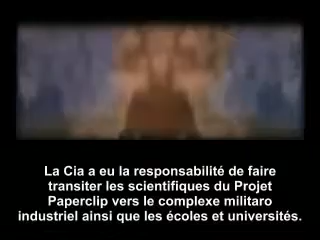 La Cia a eu la responsabilité de faire
transiter les scientifiques du Projet
Paperclip vers le complexe militaro
industriel ainsi que les écoles et universités.